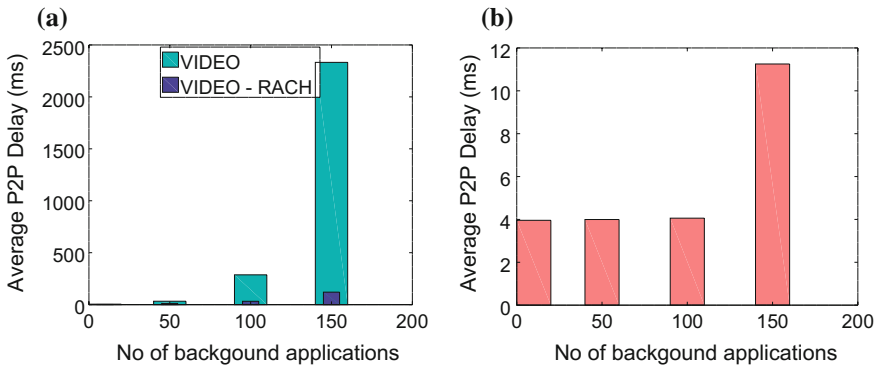 (a)
Average P2P Delay (ms)
2500
2000
1500
1000
500
0
VIDEO
VIDEO - RACH
0 50 100 150 200
No of backgound applications
(b)
Average P2P Delay (ms)
12
10
8
6
4
2
0
0 50 100 150 200
No of backgound applications